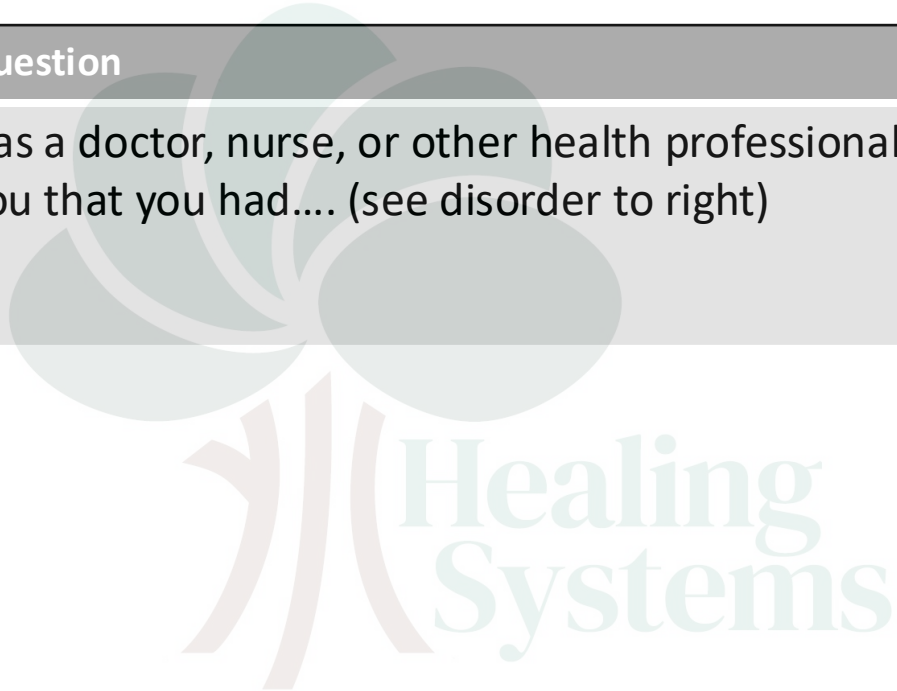 uestion
as a doctor, nurse, or other health professional
ou that you had.... (see disorder to right)
Healing
Systems